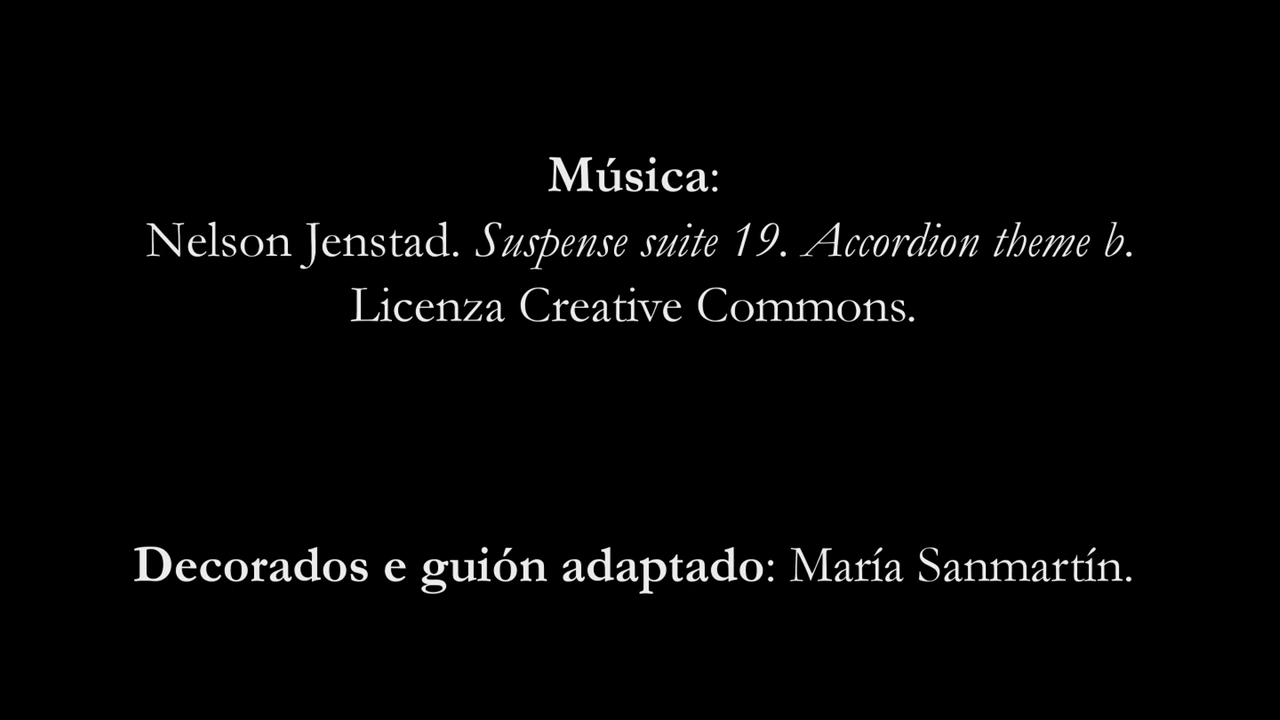 Música:
Nelson Jenstad. Suspense suite 19. Accordion theme b.
Licenza Creative Commons.
Decorados e guión adaptado: María Sanmartín.